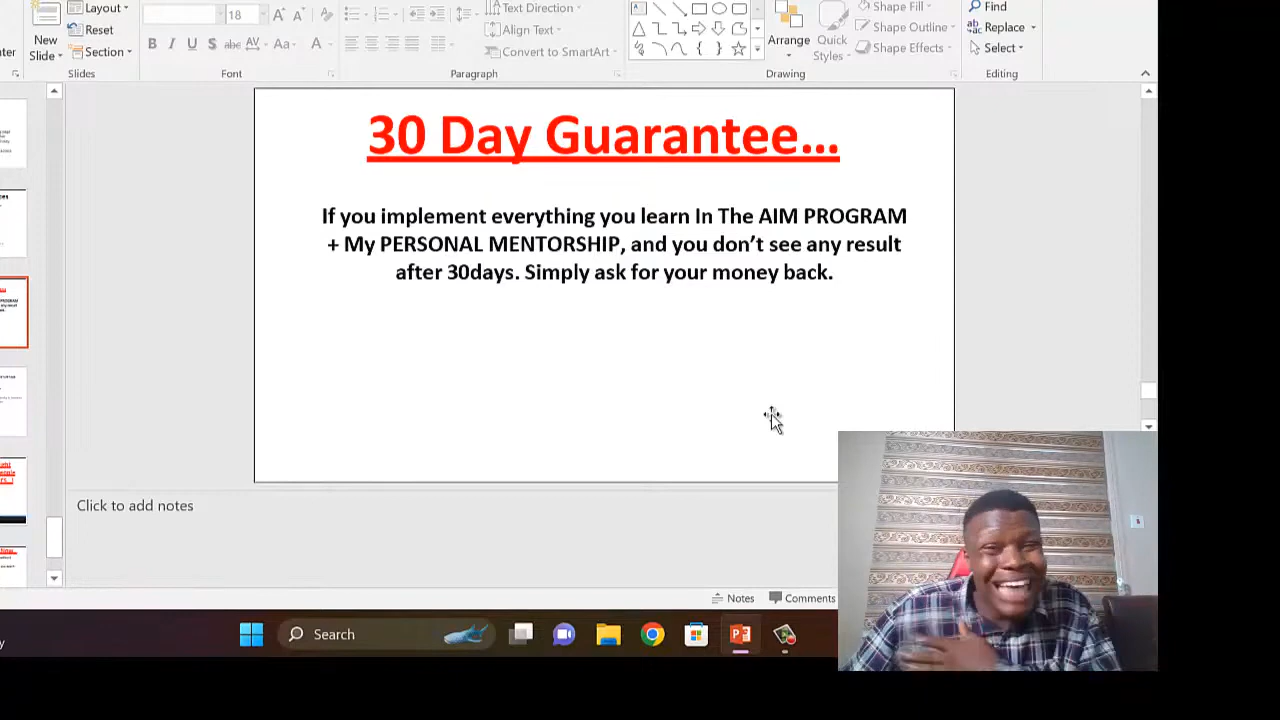 Layout
Reset
Section
New
Slide
Slides
18
B I U S abc AV Aa A
Font
Text Direction
Align Text
Convert to SmartArt
Paragraph
Arrange
Quick
Styles
Shape Fill
Shape Outline
Shape Effects
Drawing
Find
Replace
Select
Editing
30 Day Guarantee...
If you implement everything you learn In The AIM PROGRAM
+ My PERSONAL MENTORSHIP, and you don’t see any result
after 30days. Simply ask for your money back.
Click to add notes
Notes
Comments
Search